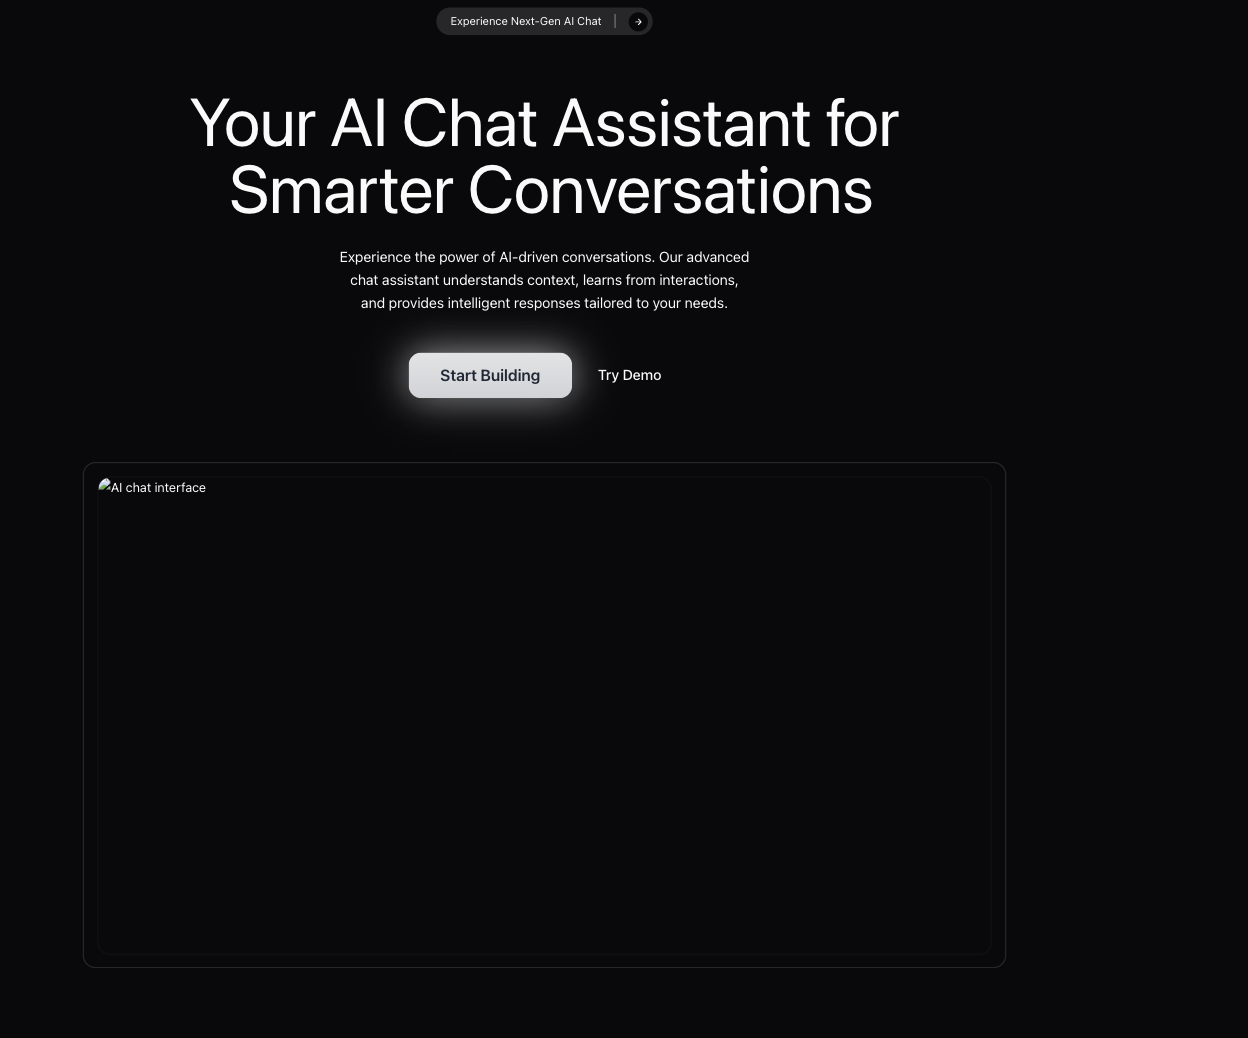 Experience Next-Gen AI Chat
Your AI Chat Assistant for
Smarter Conversations
Experience the power of AI-driven conversations. Our advanced
chat assistant understands context, learns from interactions,
and provides intelligent responses tailored to your needs.
Start Building
Try Demo
AI chat interface